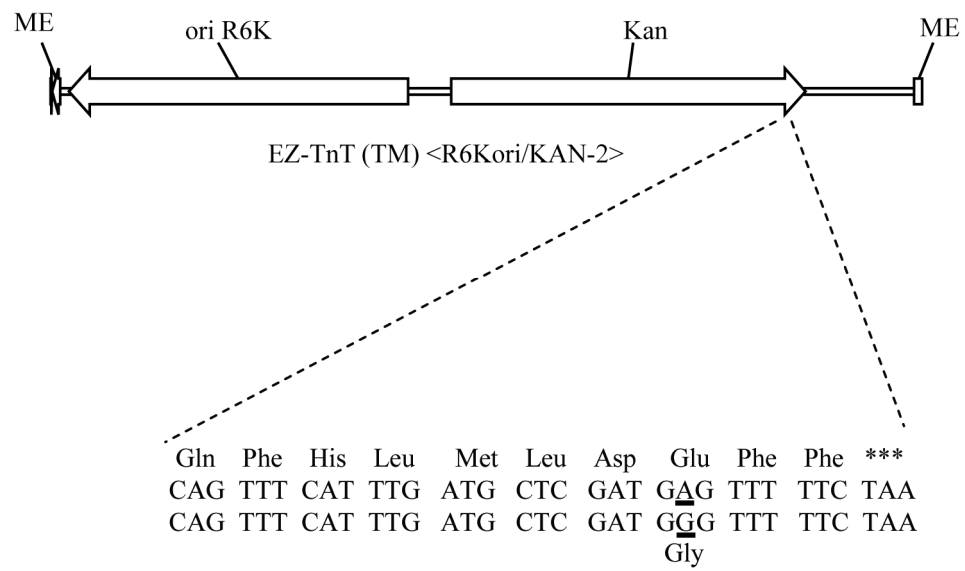 ME ori R6K Kan ME
EZ-TnT (TM) <R6Kori/KAN-2>
Gln Phe His Leu Met Leu Asp Glu Phe Phe ***
CAG TTT CAT TTG ATG CTC GAT GAG TTT TTC TAA
CAG TTT CAT TTG ATG CTC GAT GGG TTT TTC TAA
Gly